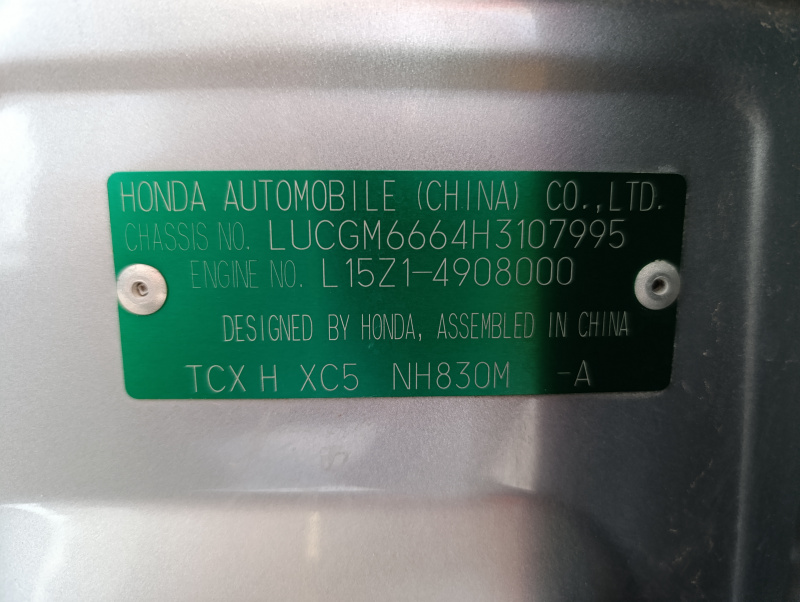 HONDA AUTOMOBILE (CHINA) CO.,LTD.
CHASSIS NO. LUCGM6664H3107995
ENGINE NO. L15Z1-4908000
DESIGNED BY HONDA, ASSEMBLED IN CHINA
TCX H XC5 NH830M -A